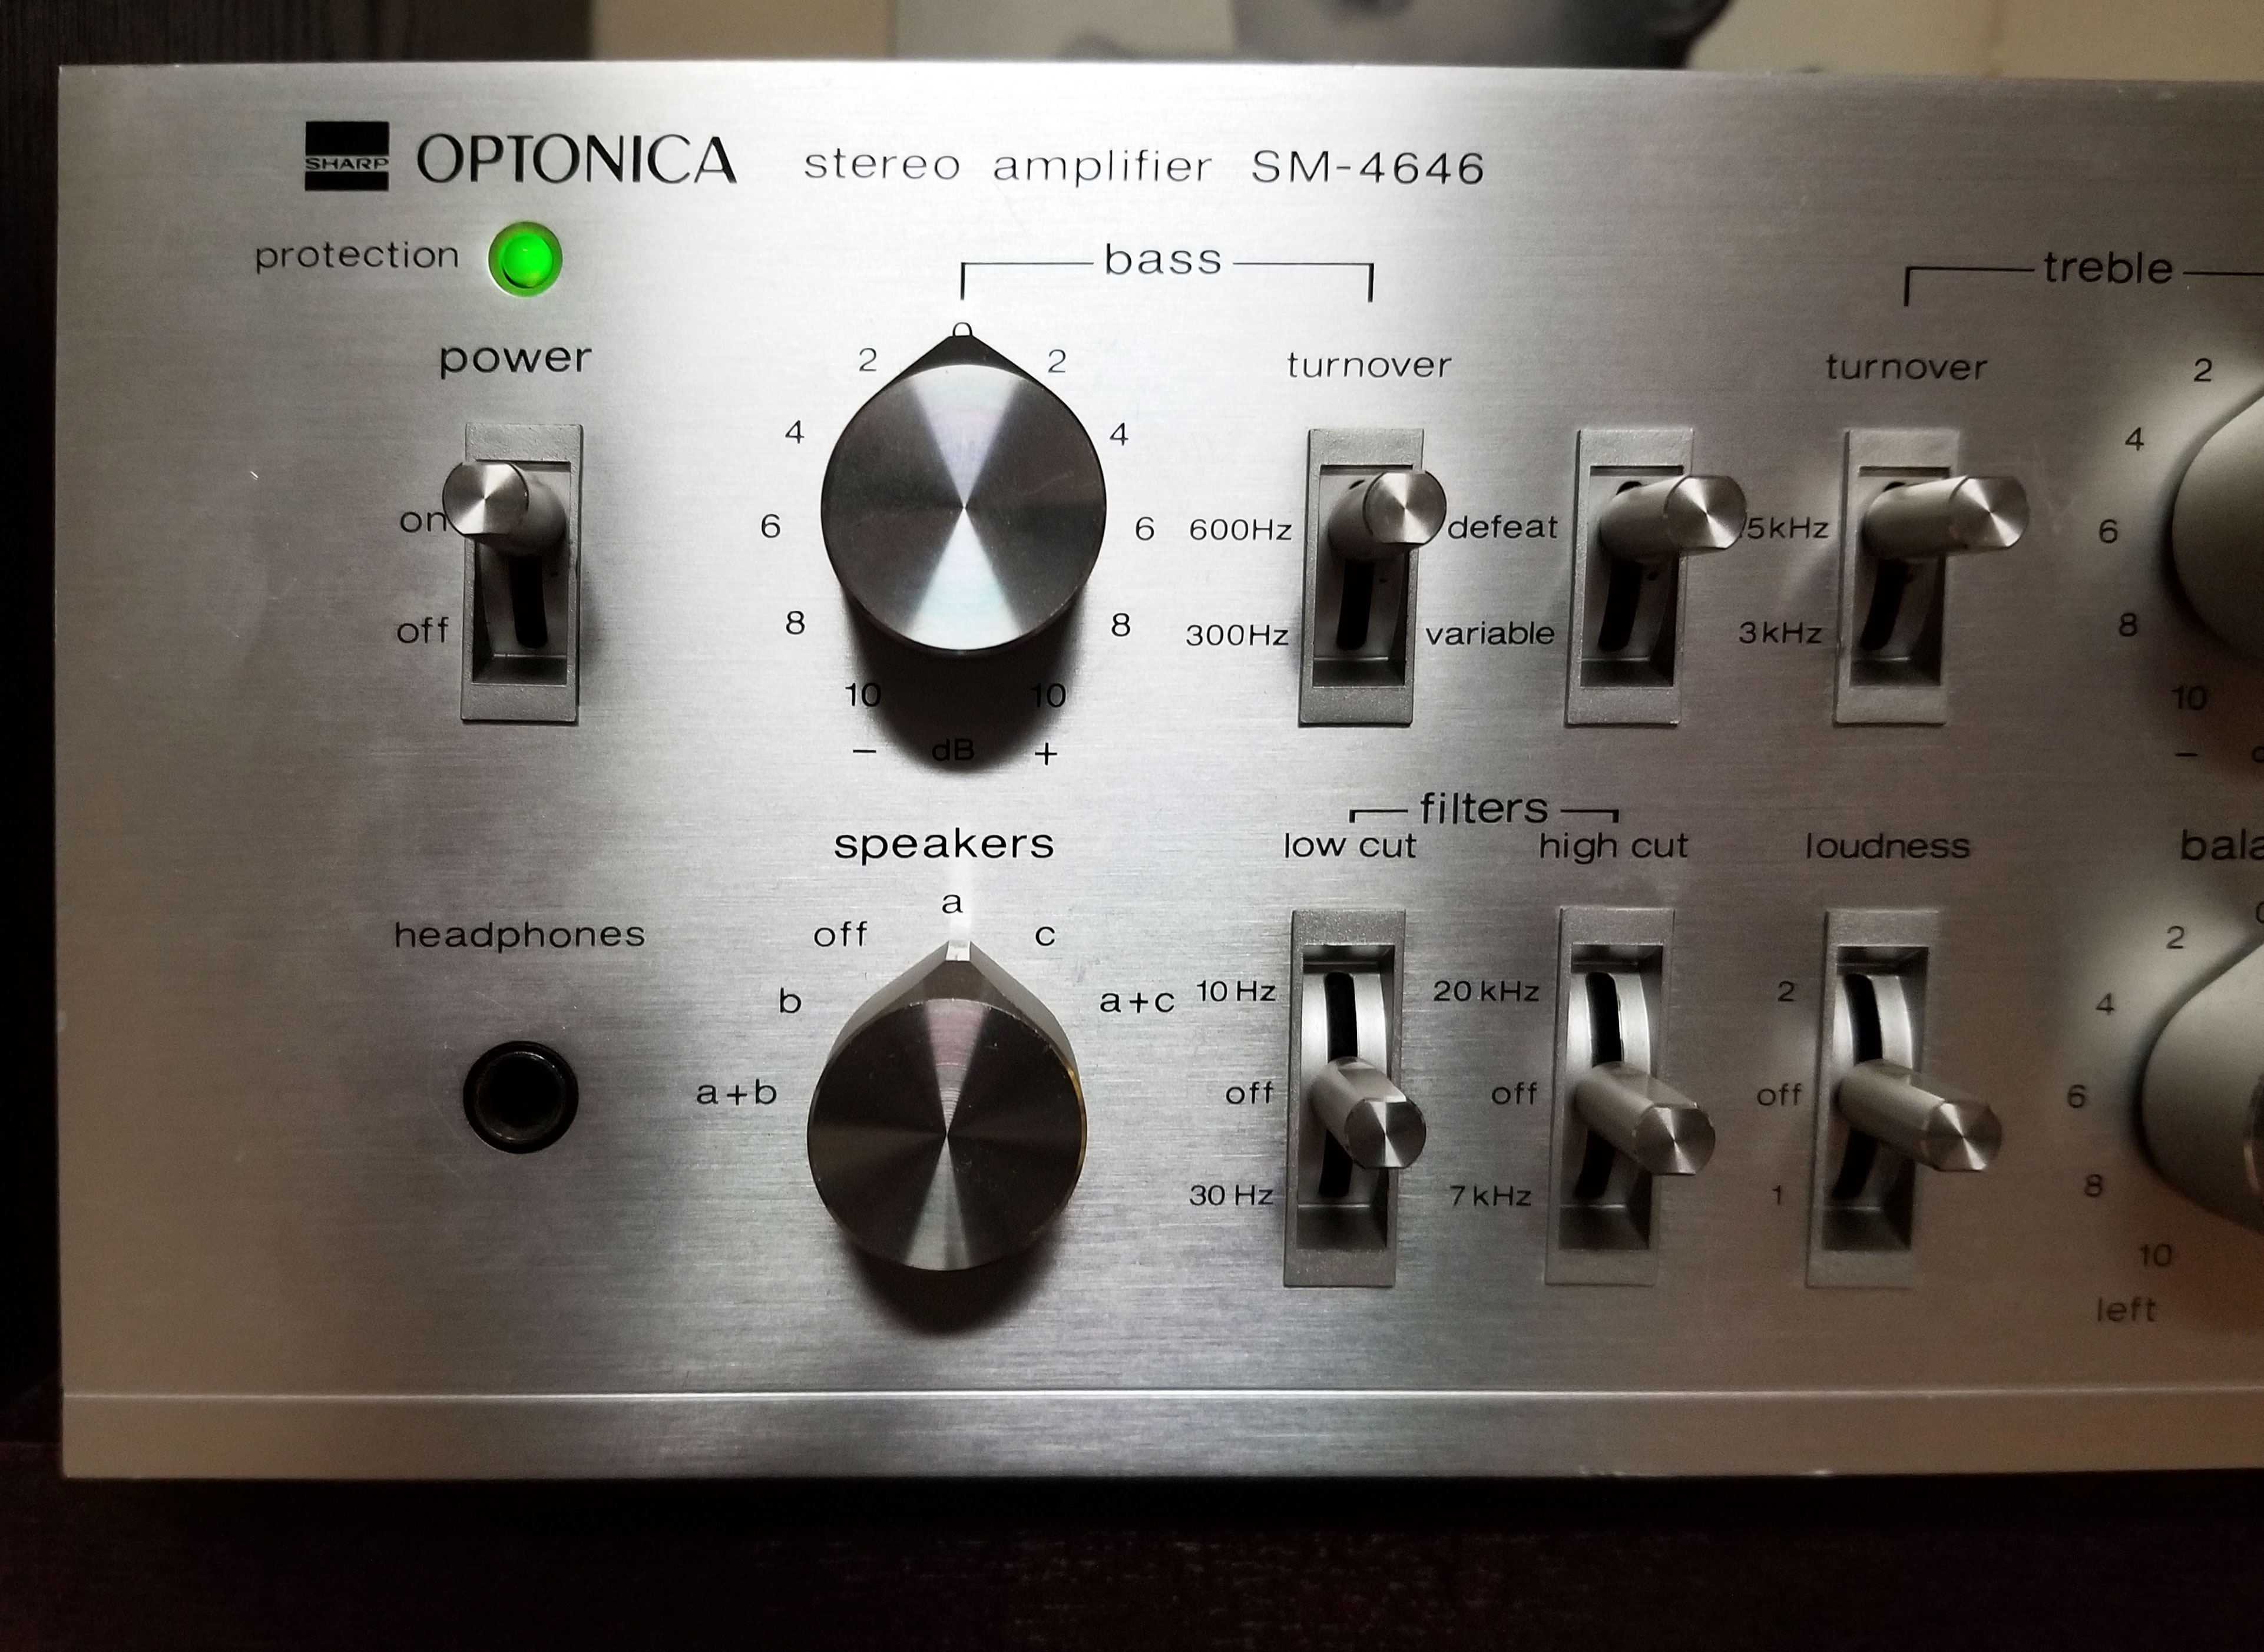 SHARP OPTONICA stereo amplifier SM-4646
protection
bass
treble
power
turnover
turnover
2 2
4 4
6 6
8 8
10 10
− dB +
on
off
600Hz
300Hz
defeat
variable
5kHz
3kHz
2
4
6
8
10
−
filters
low cut
high cut
loudness
speakers
a
off
c
b
a+c
a+b
headphones
10 Hz
off
30 Hz
20 kHz
off
7 kHz
2
off
1
2
4
6
8
10
left